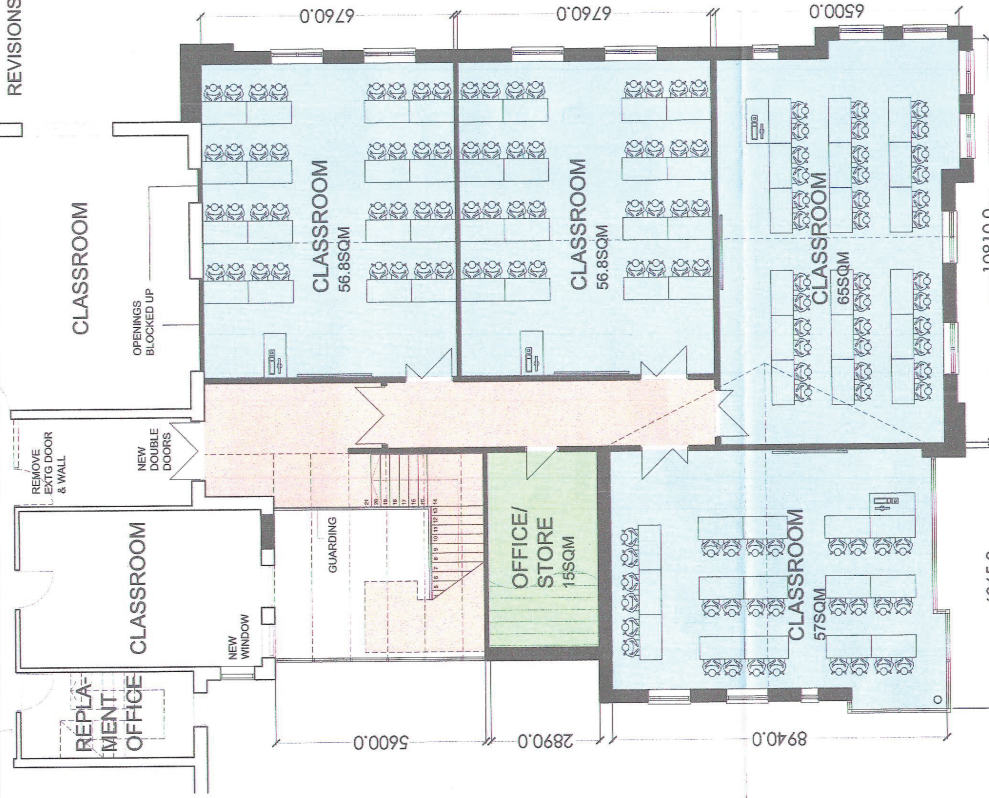 REVISIONS
6760.0
6760.0
6500.0
CLASSROOM
OPENINGS
BLOCKED UP
CLASSROOM
56.8SQM
CLASSROOM
56.8SQM
CLASSROOM
65SQM
REMOVE
EXTG DOOR
& WALL
NEW
DOUBLE
DOORS
CLASSROOM
GUARDING
NEW
WINDOW
OFFICE/
STORE
15SQM
CLASSROOM
57SQM
REPLA-
MENT
OFFICE
5600.0
2890.0
8940.0
10810.0